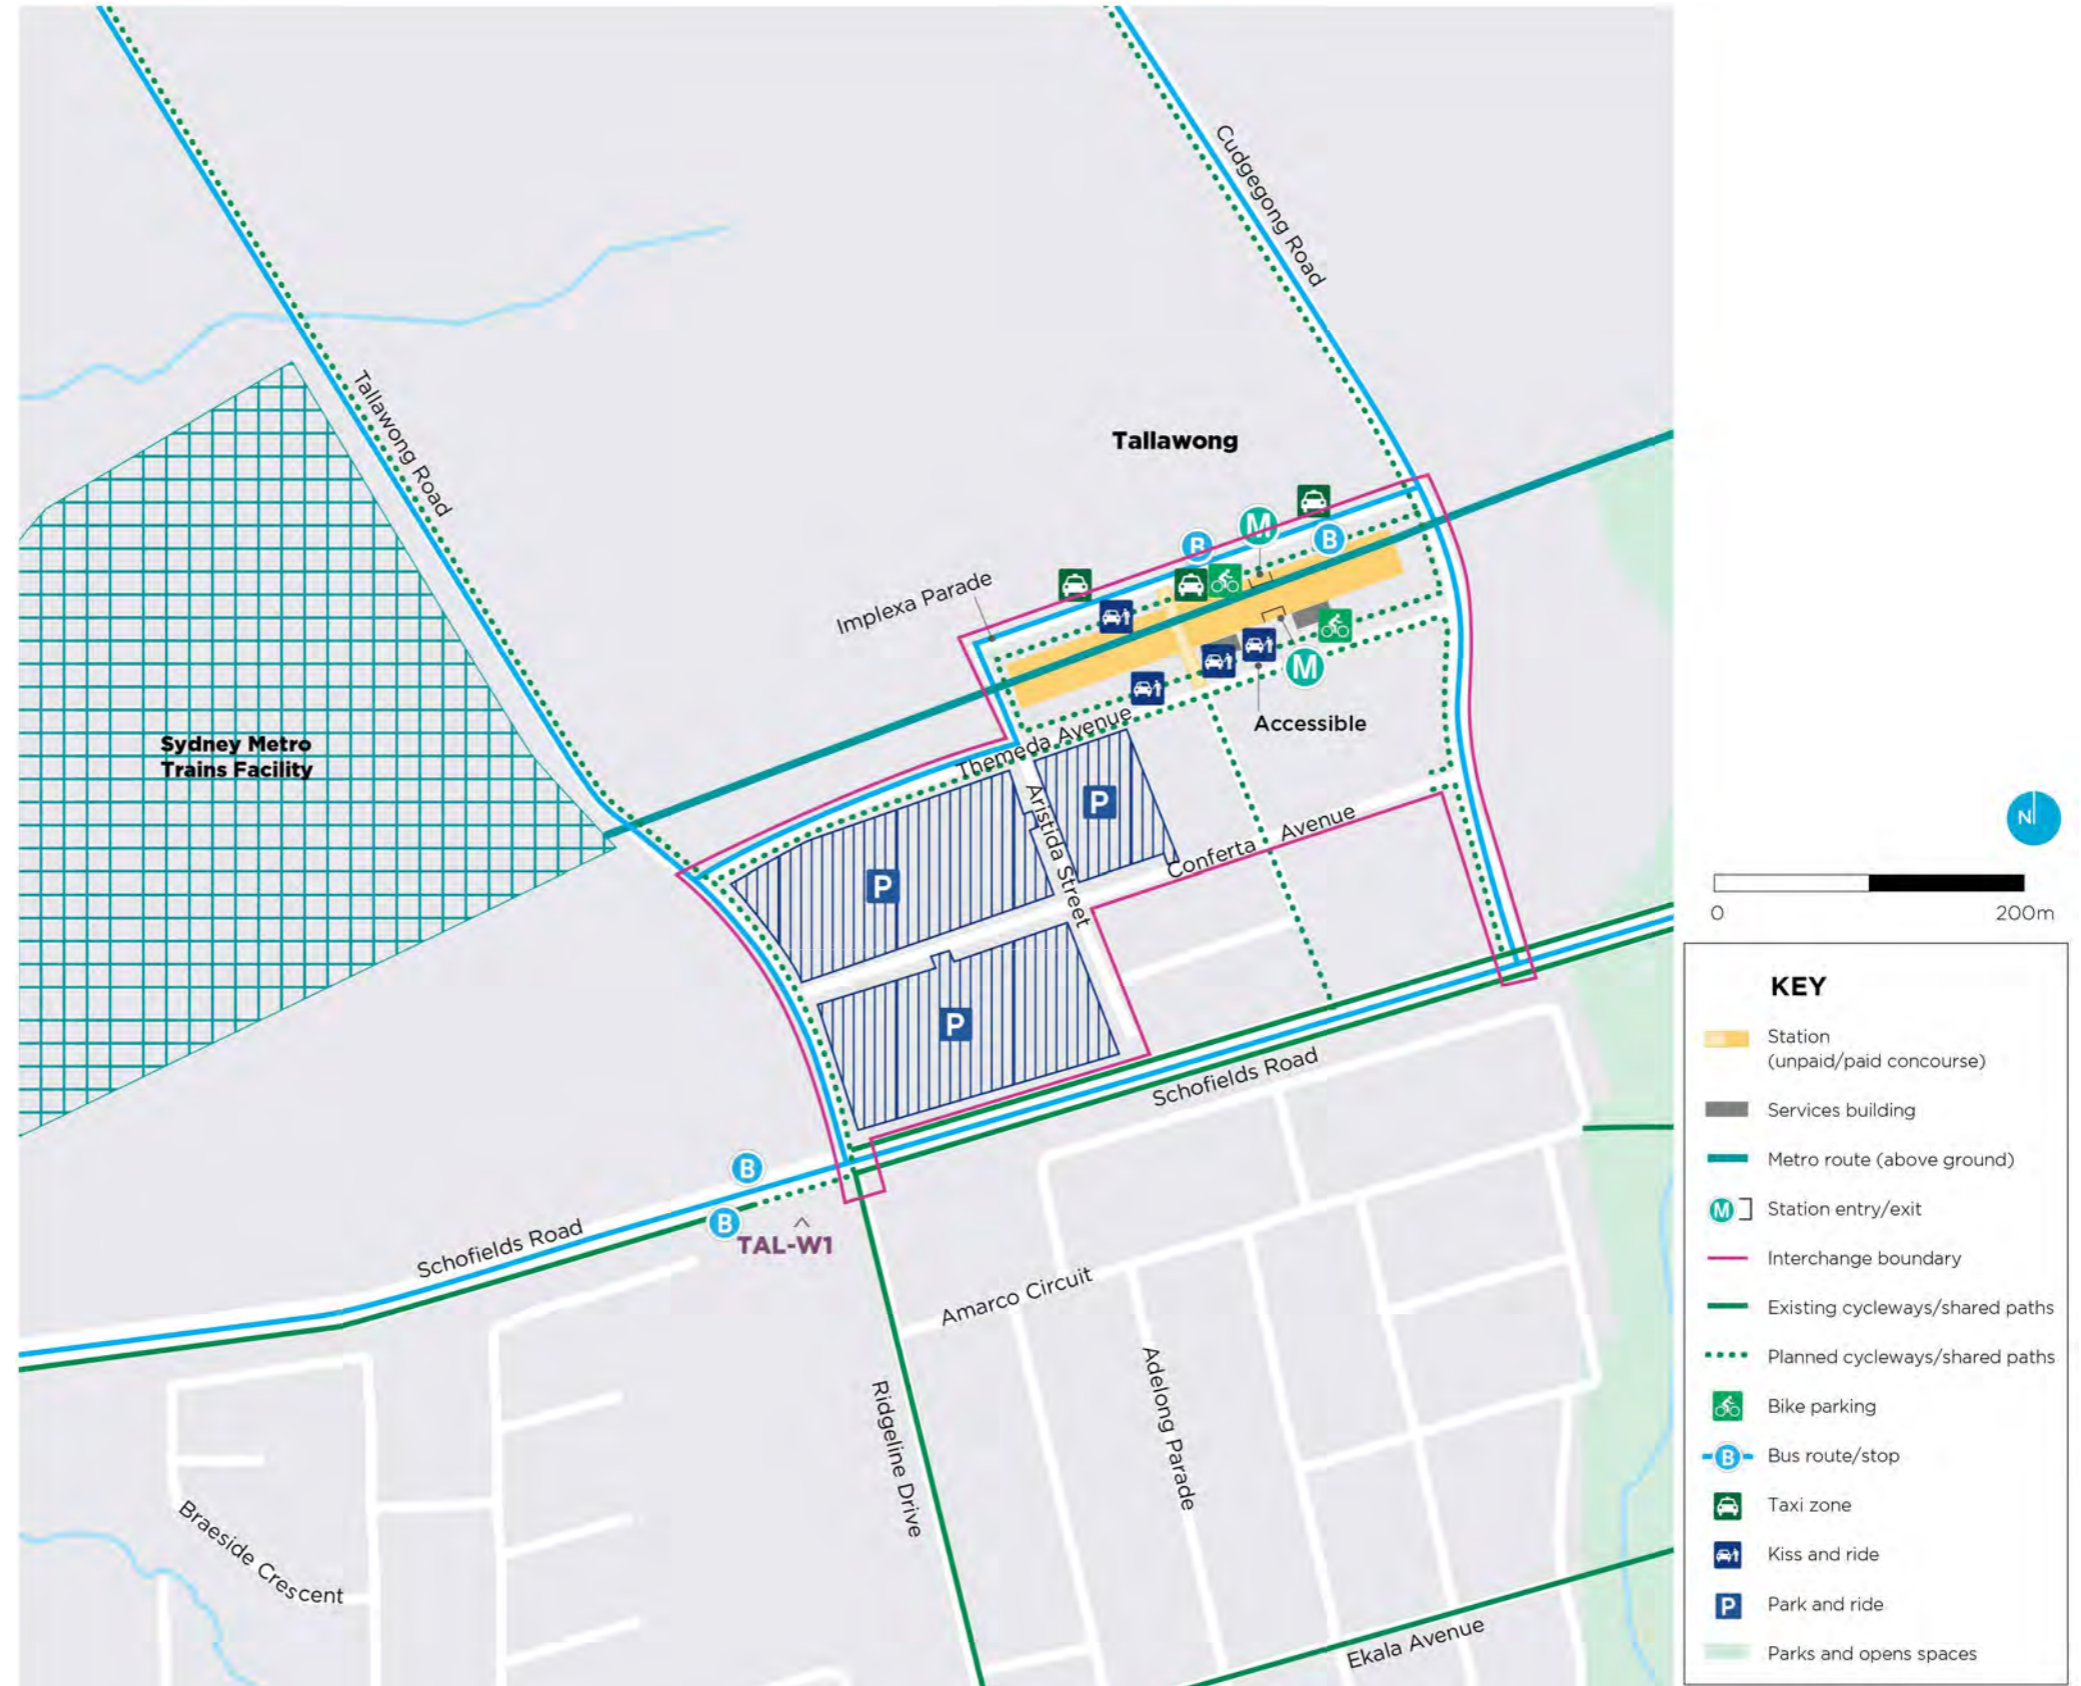 Cudgegong Road
Tallawong Road
Tallawong
M
B
B
Implexa Parade
M
Accessible
Sydney Metro
Trains Facility
Themeda Avenue
P
Aristida Street
P
Conferta Avenue
P
Schofields Road
B
B
TAL-W1
Schofields Road
Amarco Circuit
Adelong Parade
Ridgeline Drive
Braeside Crescent
Ekala Avenue
N
0 200m
KEY
Station
(unpaid/paid concourse)
Services building
Metro route (above ground)
M Station entry/exit
Interchange boundary
Existing cycleways/shared paths
Planned cycleways/shared paths
Bike parking
B Bus route/stop
Taxi zone
Kiss and ride
P Park and ride
Parks and opens spaces